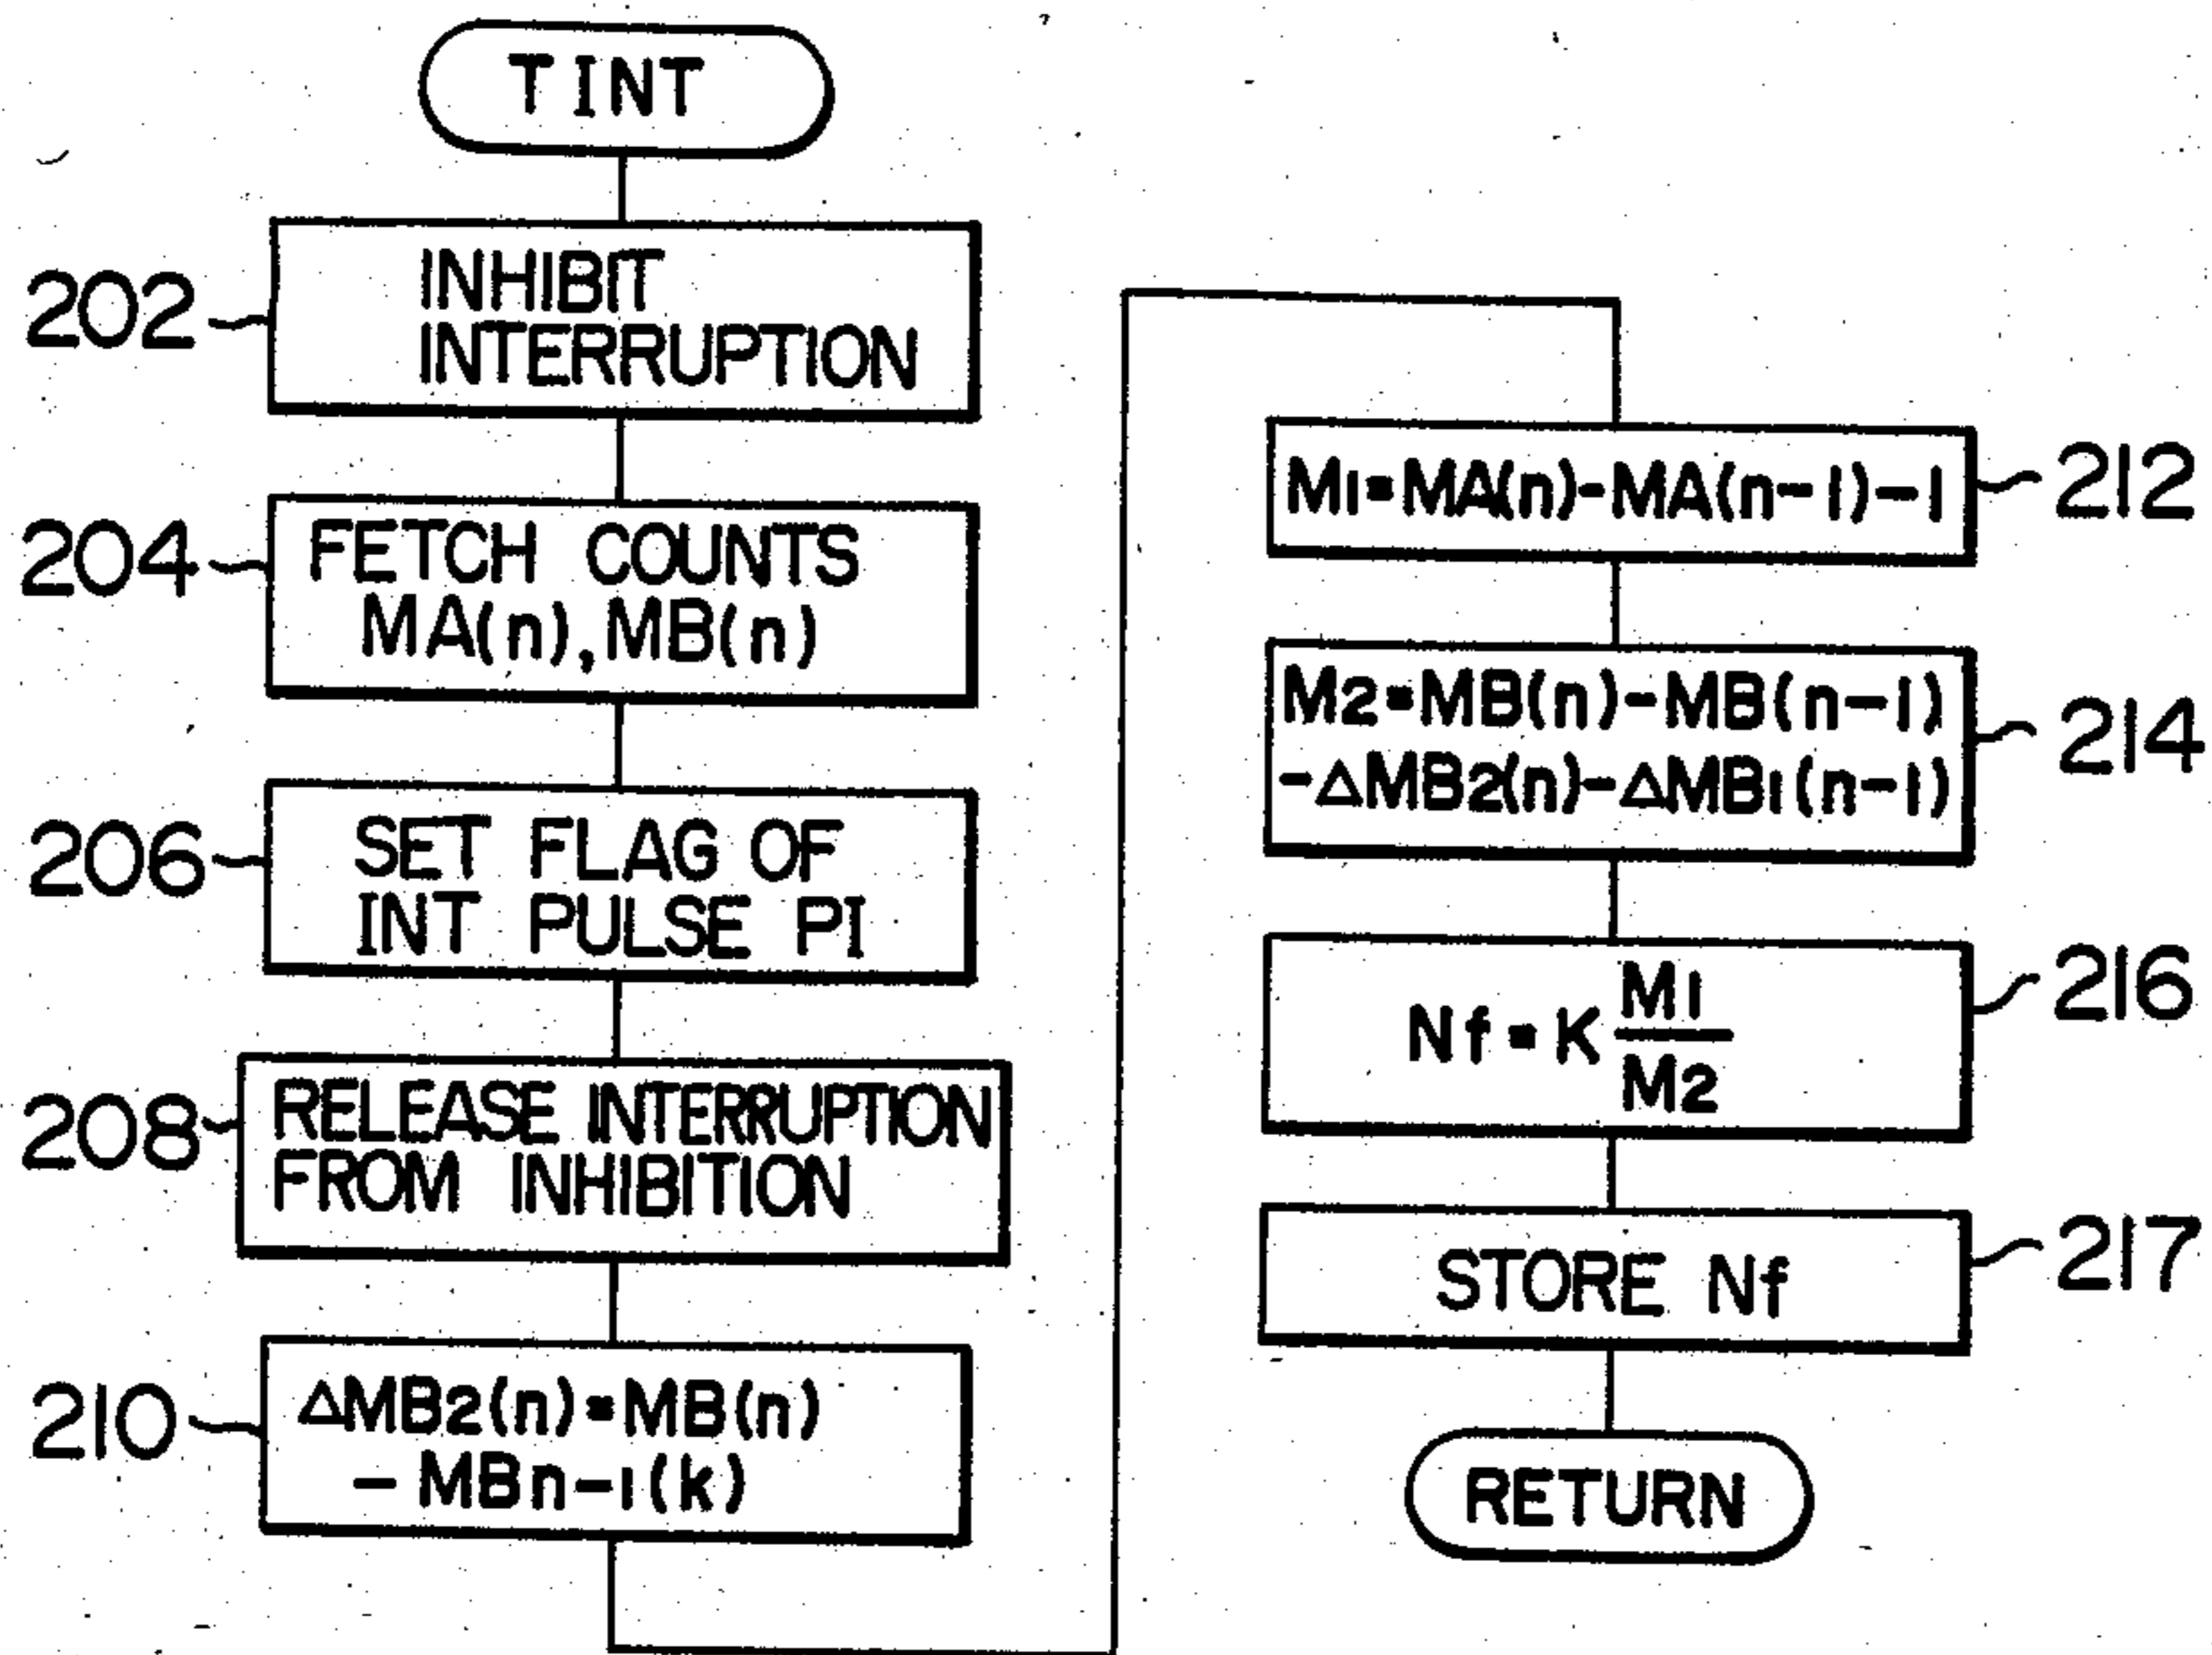 TINT
202
INHIBIT
INTERRUPTION
204
FETCH COUNTS
MA(n), MB(n)
206
SET FLAG OF
INT PULSE PI
208
RELEASE INTERRUPTION
FROM INHIBITION
210
ΔMB2(n)=MB(n)
- MBn-1(k)
M1=MA(n)-MA(n-1)-1
212
M2=MB(n)-MB(n-1)
-ΔMB2(n)-ΔMB1(n-1)
214
Nf=K M1
M2
216
STORE Nf
217
RETURN